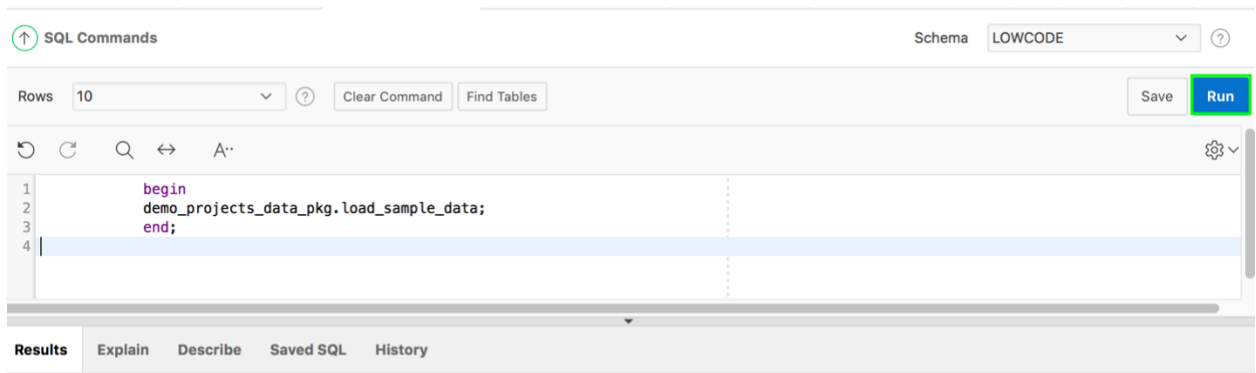 SQL Commands Schema LOWCODE
Rows 10 Clear Command Find Tables Save Run
A
1 begin
2 demo_projects_data_pkg.load_sample_data;
3 end;
4
Results Explain Describe Saved SQL History